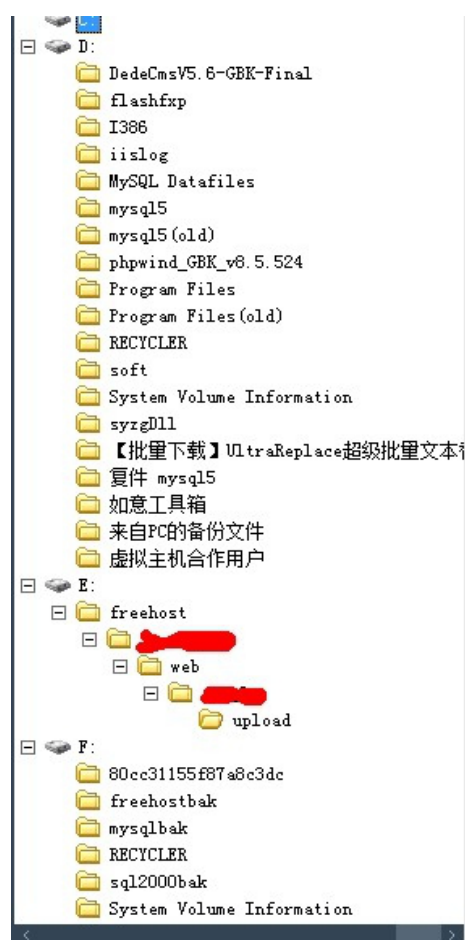 D:
DedeCmsV5.6-GBK-Final
flashfxp
I386
iislog
MySQL Datafiles
mysql5
mysql5(old)
phpwind_GBK_v8.5.524
Program Files
Program Files(old)
RECYCLER
soft
System Volume Information
syzgDll
【批量下载】UltraReplace超级批量文本
复件 mysql5
如意工具箱
来自PC的备份文件
虚拟主机合作用户
E:
freehost
web
upload
F:
80cc31155f87a8c3dc
freehostbak
mysqlbak
RECYCLER
sql2000bak
System Volume Information